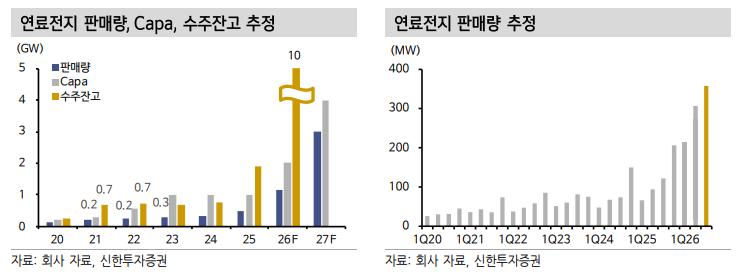 연료전지 판매량, Capa, 수주잔고 추정
(GW)
5
4
3
2
1
0
판매량
Capa
수주잔고
10
0.2
0.7
0.2
0.7
0.3
20 21 22 23 24 25 26F 27F
자료: 회사 자료, 신한투자증권
연료전지 판매량 추정
(MW)
400
300
200
100
0
1Q20 1Q21 1Q22 1Q23 1Q24 1Q25 1Q26
자료: 회사 자료, 신한투자증권